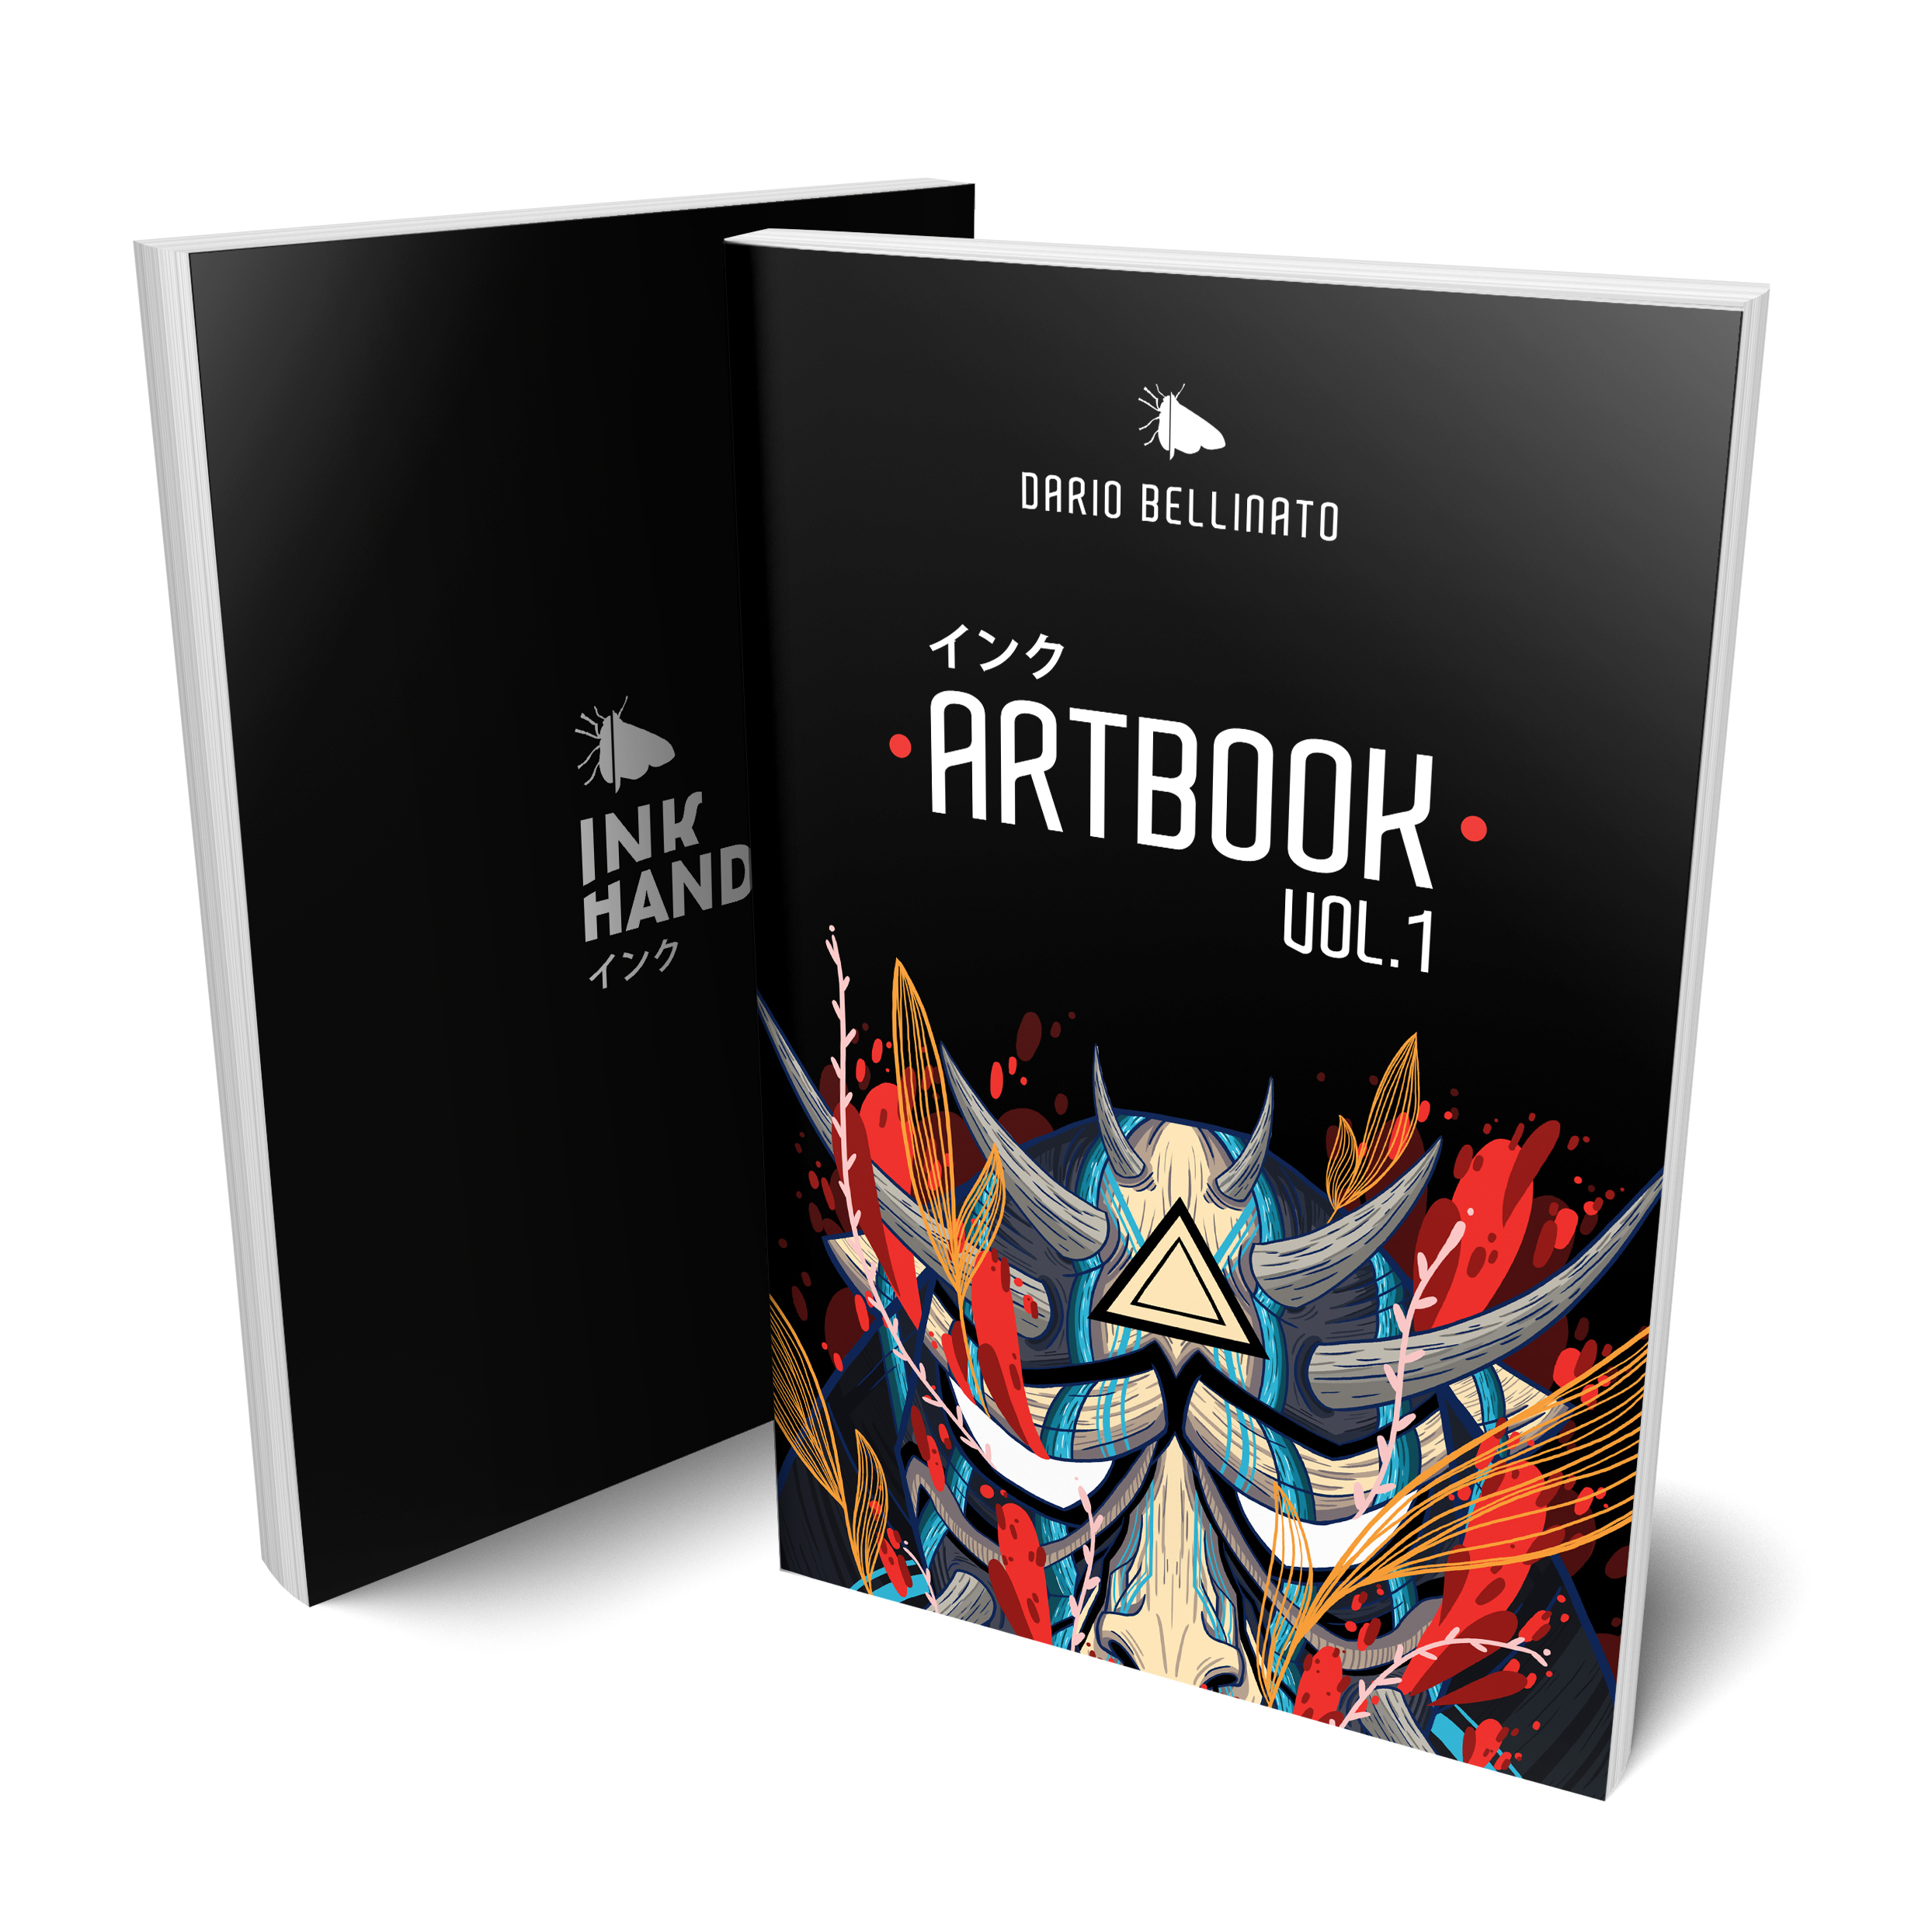 INK
HAND
インク
DARIO BELLINATO
インク
ARTBOOK
VOL.1